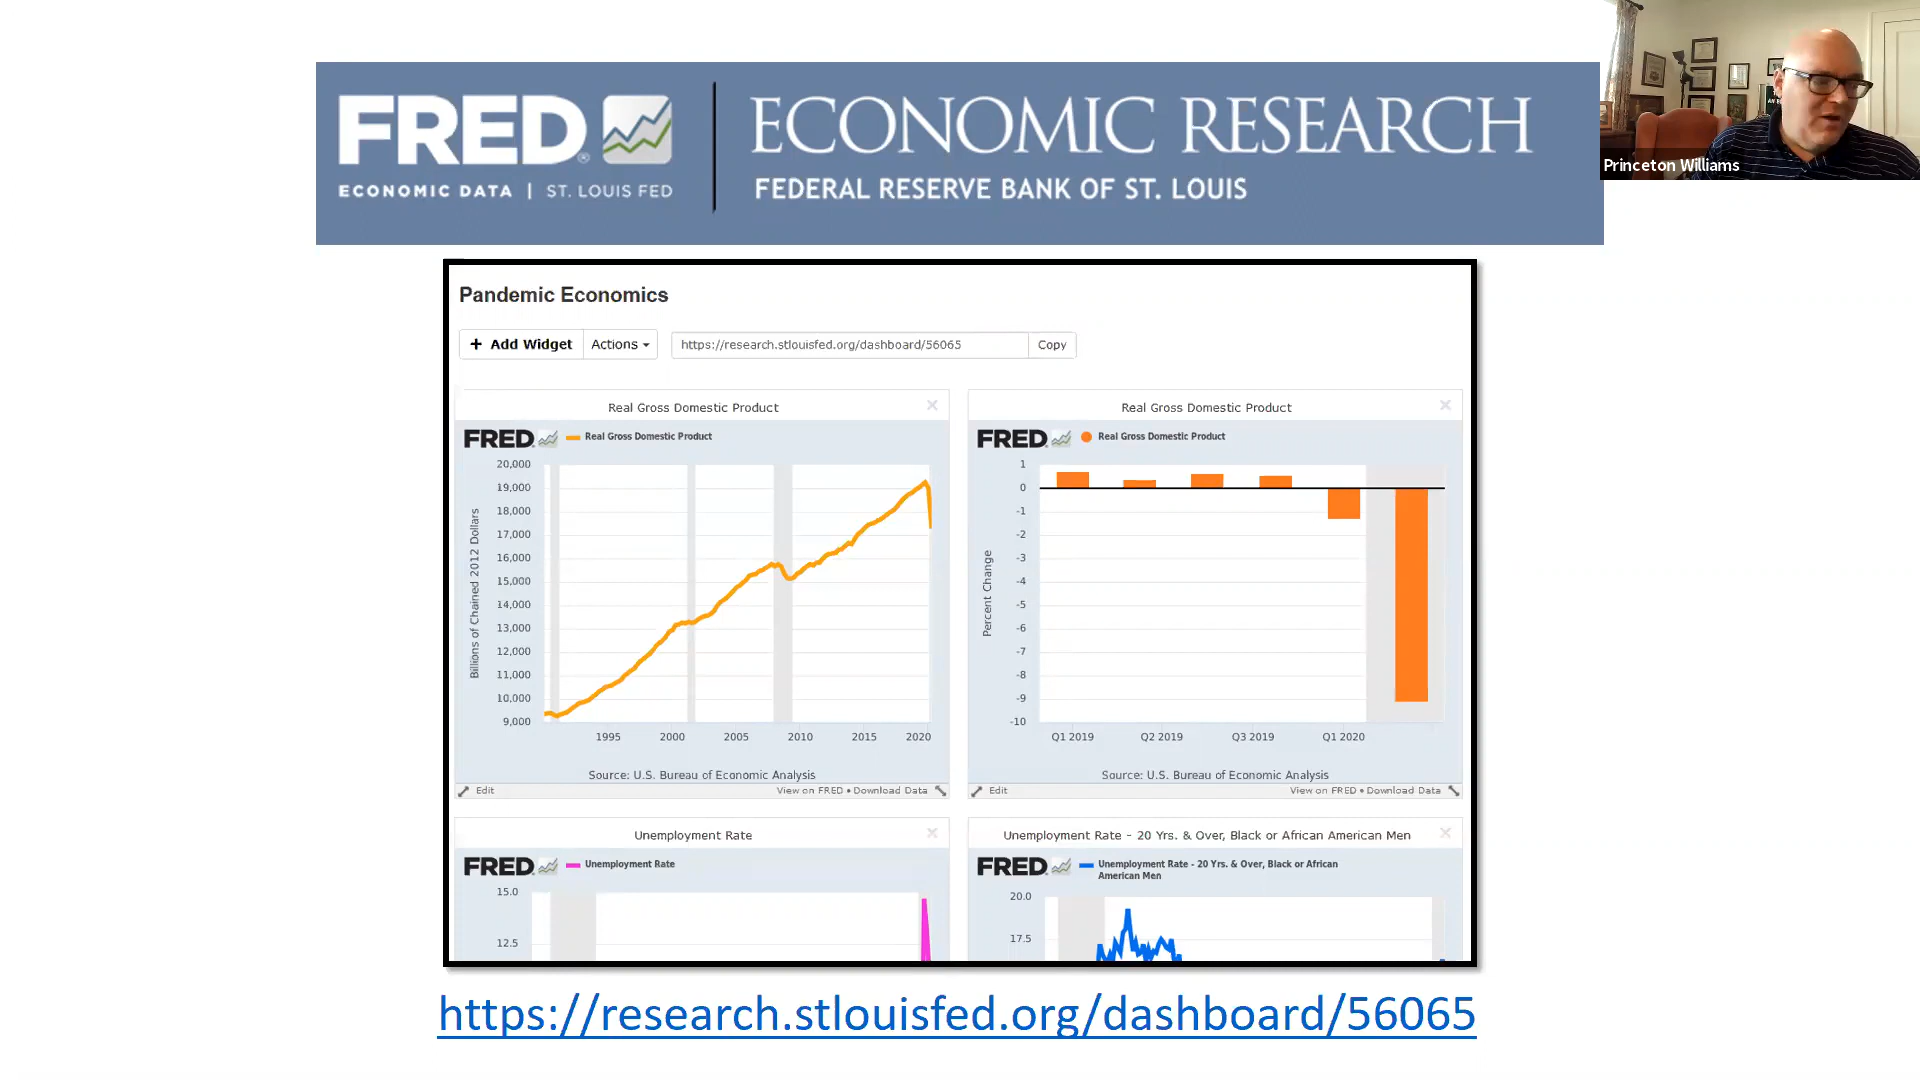 FRED®
ECONOMIC DATA | ST. LOUIS FED
ECONOMIC RESEARCH
FEDERAL RESERVE BANK OF ST. LOUIS
Princeton Williams
Pandemic Economics
+ Add Widget
Actions
https://research.stlouisfed.org/dashboard/56065
Copy
Real Gross Domestic Product
FRED
Real Gross Domestic Product
Billions of Chained 2012 Dollars
20,000
19,000
18,000
17,000
16,000
15,000
14,000
13,000
12,000
11,000
10,000
9,000
1995 2000 2005 2010 2015 2020
Source: U.S. Bureau of Economic Analysis
Edit
View on FRED • Download Data
Real Gross Domestic Product
FRED
Real Gross Domestic Product
Percent Change
1
0
-1
-2
-3
-4
-5
-6
-7
-8
-9
-10
Q1 2019 Q2 2019 Q3 2019 Q1 2020
Source: U.S. Bureau of Economic Analysis
Edit
View on FRED • Download Data
Unemployment Rate
FRED
Unemployment Rate
15.0
12.5
Unemployment Rate - 20 Yrs. & Over, Black or African American Men
FRED
Unemployment Rate - 20 Yrs. & Over, Black or African
American Men
20.0
17.5
https://research.stlouisfed.org/dashboard/56065